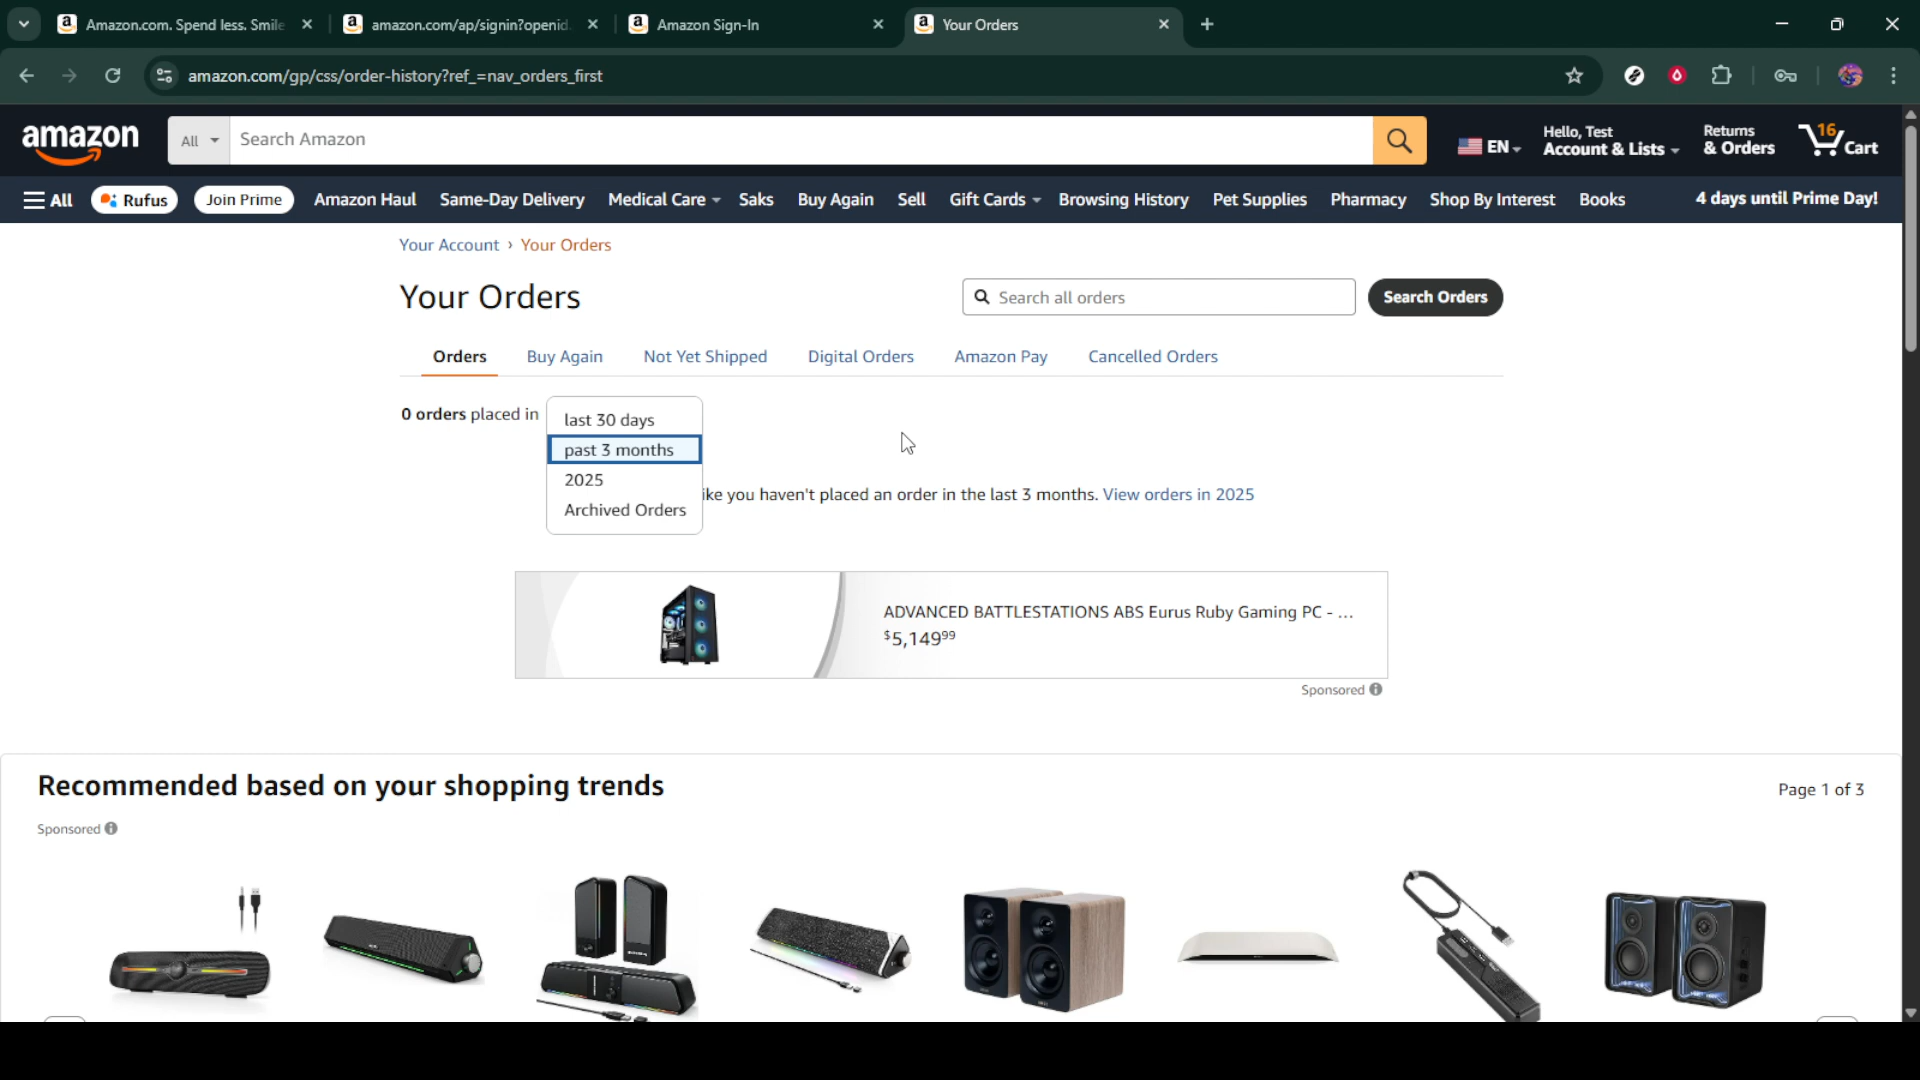 Amazon.com. Spend less. Smile
amazon.com/ap/signin?openid.
Amazon Sign-In
Your Orders
amazon.com/gp/css/order-history?ref_=nav_orders_first
amazon
All
Search Amazon
EN
Hello, Test
Account & Lists
Returns
& Orders
16
Cart
All
Rufus
Join Prime
Amazon Haul
Same-Day Delivery
Medical Care
Saks
Buy Again
Sell
Gift Cards
Browsing History
Pet Supplies
Pharmacy
Shop By Interest
Books
4 days until Prime Day!
Your Account › Your Orders
Your Orders
Search all orders
Search Orders
Orders
Buy Again
Not Yet Shipped
Digital Orders
Amazon Pay
Cancelled Orders
0 orders placed in
last 30 days
past 3 months
2025
Archived Orders
ike you haven't placed an order in the last 3 months. View orders in 2025
ADVANCED BATTLESTATIONS ABS Eurus Ruby Gaming PC - ...
$5,14999
Sponsored
Recommended based on your shopping trends
Page 1 of 3
Sponsored